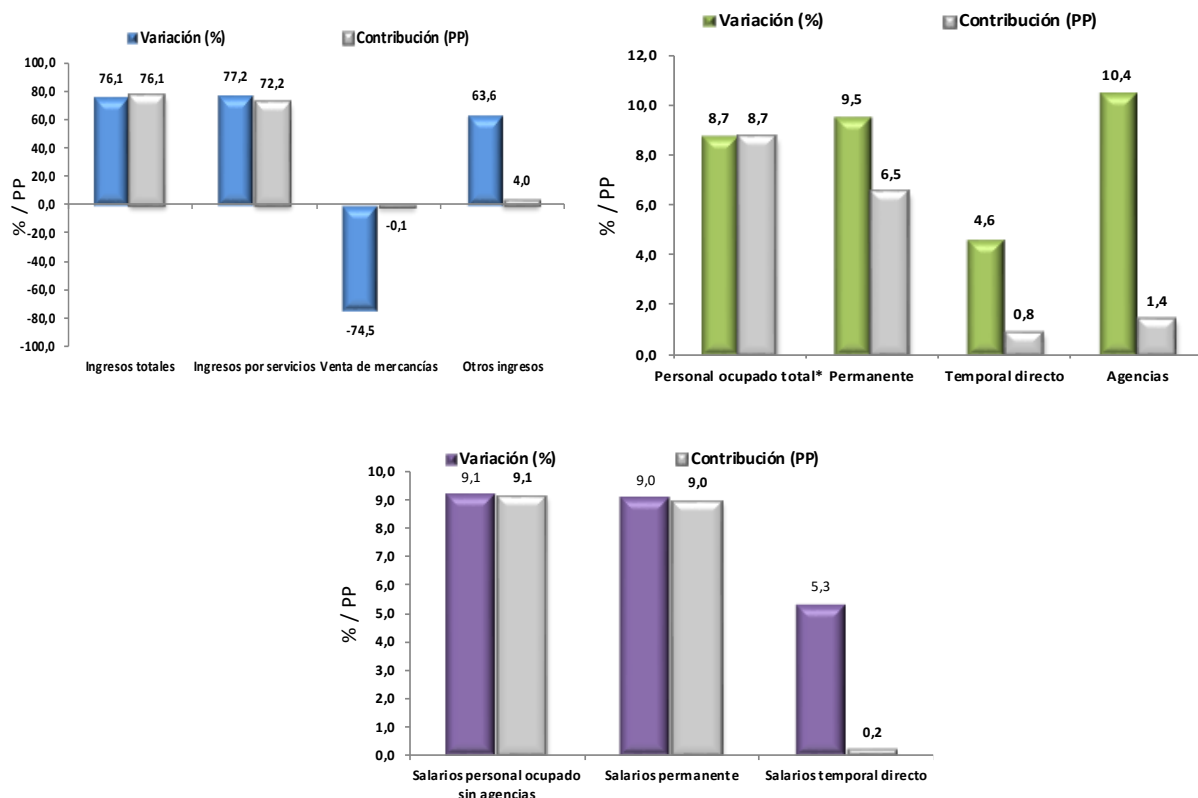 Variación (%) Contribución (PP)
100,0
80,0
60,0
40,0
20,0
0,0
-20,0
-40,0
-60,0
-80,0
-100,0
% / PP
76,1 76,1 77,2 72,2 63,6
4,0
-0,1
-74,5
Ingresos totales Ingresos por servicios Venta de mercancías Otros ingresos
Variación (%) Contribución (PP)
12,0
10,0
8,0
6,0
4,0
2,0
0,0
% / PP
8,7 8,7 9,5 10,4
6,5
4,6
0,8 1,4
Personal ocupado total* Permanente Temporal directo Agencias
Variación (%) Contribución (PP)
10,0
9,0
8,0
7,0
6,0
5,0
4,0
3,0
2,0
1,0
0,0
% / PP
9,1 9,1 9,0 9,0
5,3
0,2
Salarios personal ocupado Salarios permanente Salarios temporal directo
sin agencias